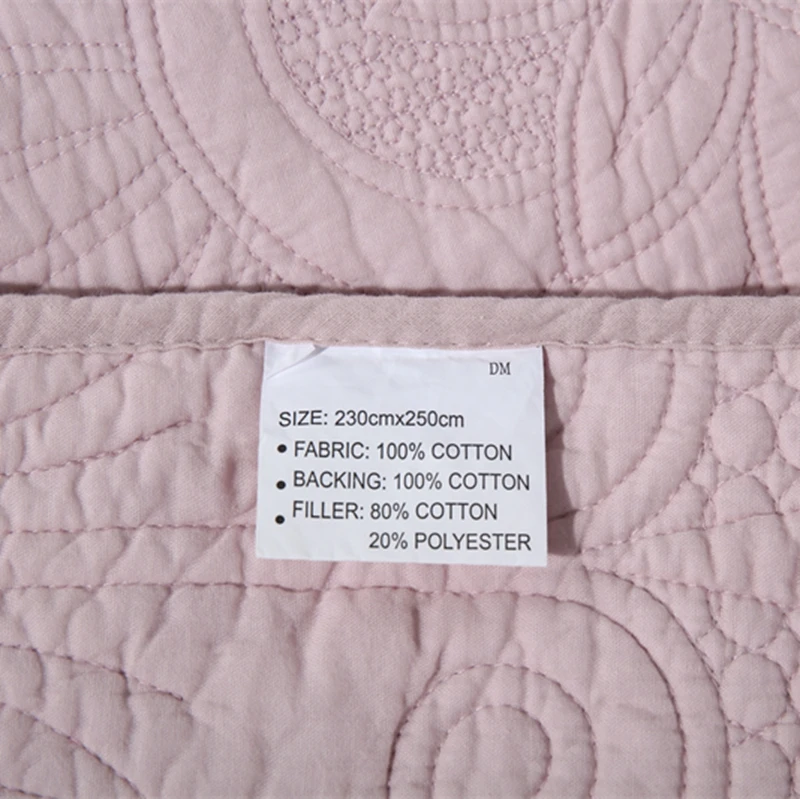 DM
SIZE: 230cmx250cm
• FABRIC: 100% COTTON
• BACKING: 100% COTTON
• FILLER: 80% COTTON
20% POLYESTER